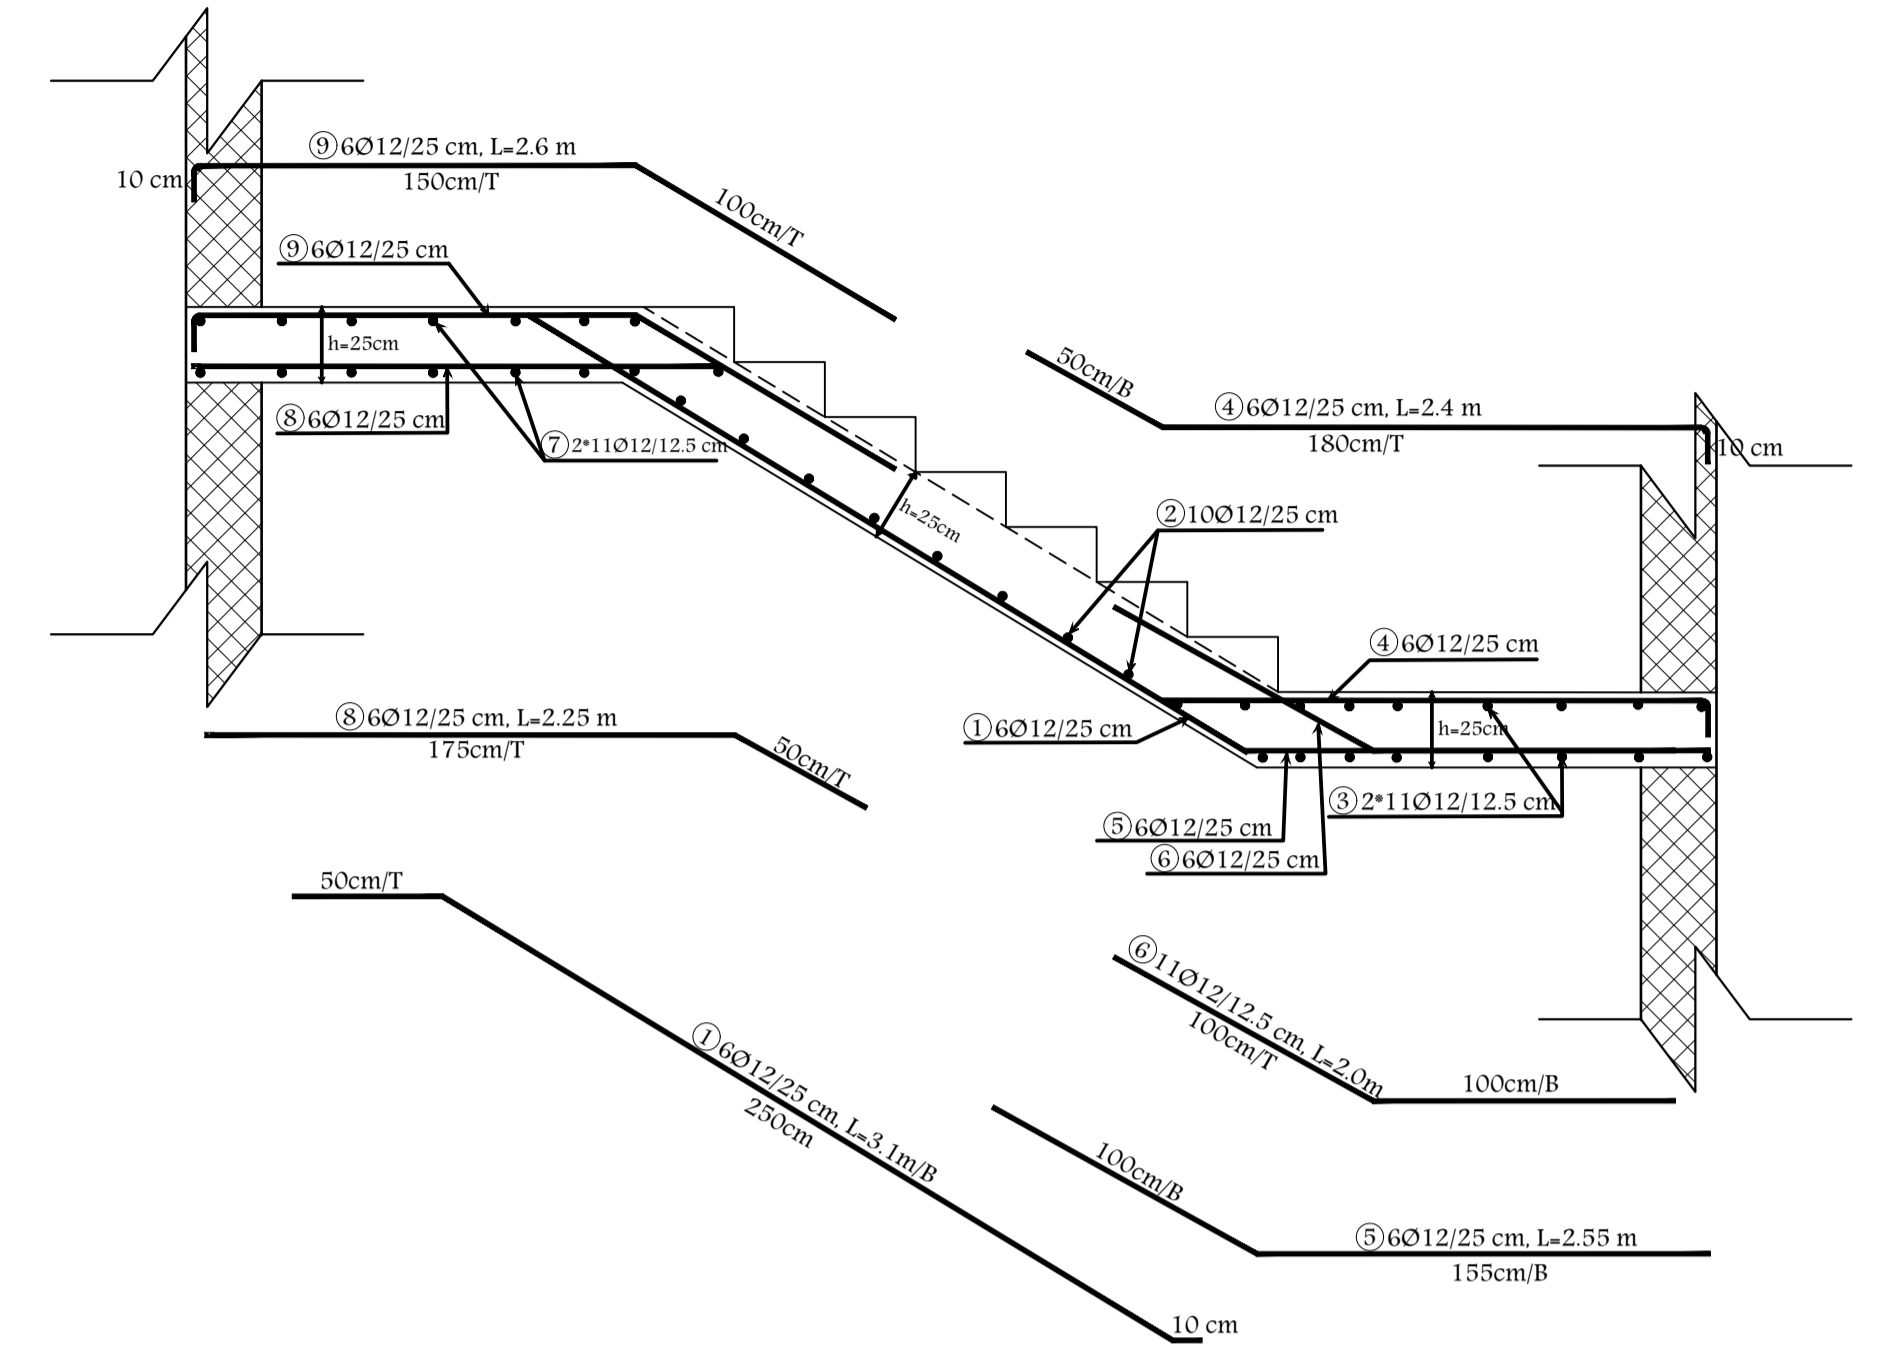 ⑨6Ø12/25 cm, L=2.6 m
10 cm
150cm/T
100cm/T
⑨6Ø12/25 cm
h=25cm
⑧6Ø12/25 cm
⑦2*11Ø12/12.5 cm
50cm/B
④6Ø12/25 cm, L=2.4 m
180cm/T
10 cm
h=25cm
②10Ø12/25 cm
④6Ø12/25 cm
①6Ø12/25 cm
h=25cm
③2*11Ø12/12.5 cm
⑤6Ø12/25 cm
⑥6Ø12/25 cm
⑧6Ø12/25 cm, L=2.25 m
175cm/T
50cm/T
50cm/T
①6Ø12/25 cm, L=3.1m/B
250cm
10 cm
⑥11Ø12/12.5 cm, L=2.0m
100cm/T
100cm/B
100cm/B
⑤6Ø12/25 cm, L=2.55 m
155cm/B